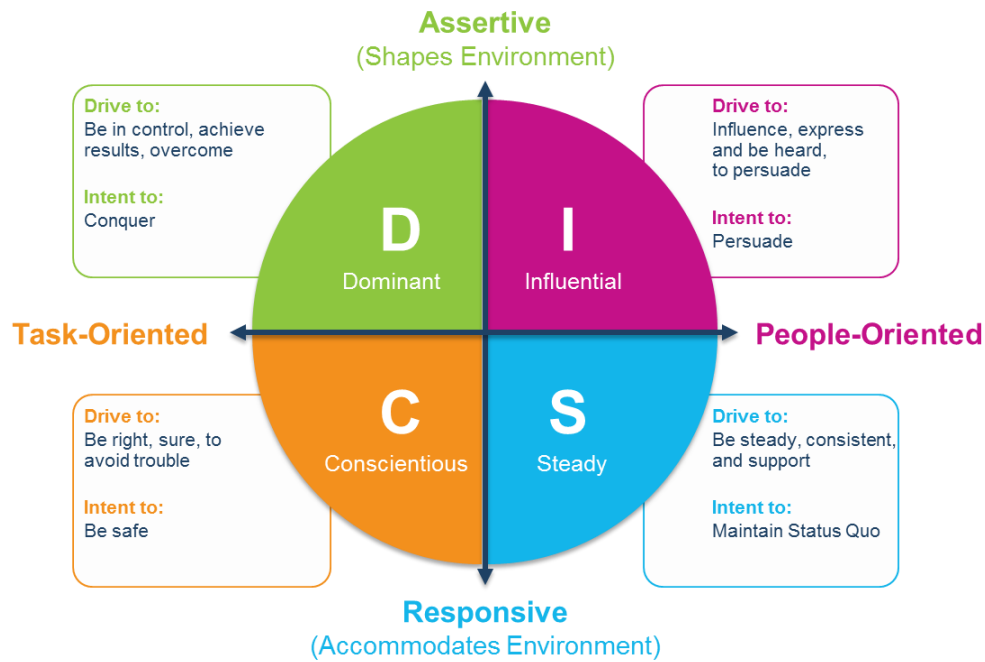 Assertive
(Shapes Environment)
Drive to:
Be in control, achieve
results, overcome
Intent to:
Conquer
Drive to:
Influence, express
and be heard,
to persuade
Intent to:
Persuade
D
Dominant
I
Influential
Task-Oriented
People-Oriented
C
Conscientious
S
Steady
Drive to:
Be right, sure, to
avoid trouble
Intent to:
Be safe
Drive to:
Be steady, consistent,
and support
Intent to:
Maintain Status Quo
Responsive
(Accommodates Environment)